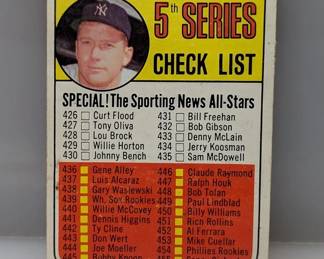 5th SERIES
CHECK LIST
SPECIAL! The Sporting News All-Stars
426 Curt Flood
427 Tony Oliva
428 Lou Brock
429 Willie Horton
430 Johnny Bench
431 Bill Freehan
432 Bob Gibson
433 Denny McLain
434 Jerry Koosman
435 Sam McDowell
436 Gene Alley
437 Luis Alcaraz
438 Gary Waslewski
439 Wh. Sox Rookies
440 Willie McCovey
441 Dennis Higgins
442 Ty Cline
443 Don Wert
444 Joe Moeller
445 Bobby Knoop
446 Claude Raymond
447 Ralph Houk
448 Bob Tolan
449 Paul Lindblad
450 Billy Williams
451 Rich Rollins
452 Al Ferrara
453 Mike Cuellar
454 Phillies Rookies